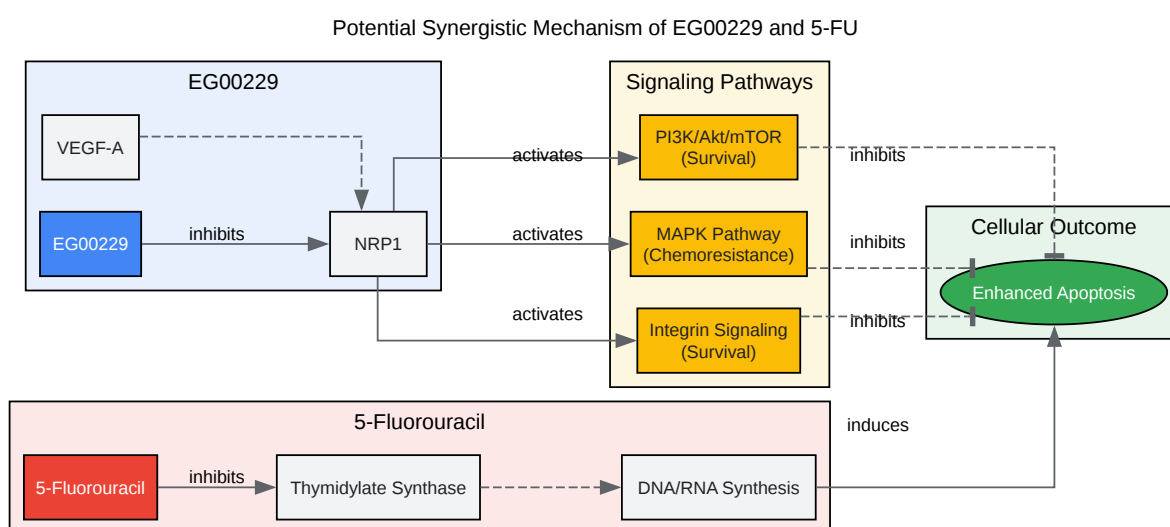 Potential Synergistic Mechanism of EG00229 and 5-FU
EG00229
VEGF-A
EG00229
inhibits
NRP1
activates
activates
activates
Signaling Pathways
PI3K/Akt/mTOR
(Survival)
MAPK Pathway
(Chemoresistance)
Integrin Signaling
(Survival)
inhibits
inhibits
inhibits
Cellular Outcome
Enhanced Apoptosis
5-Fluorouracil
5-Fluorouracil
inhibits
Thymidylate Synthase
DNA/RNA Synthesis
induces